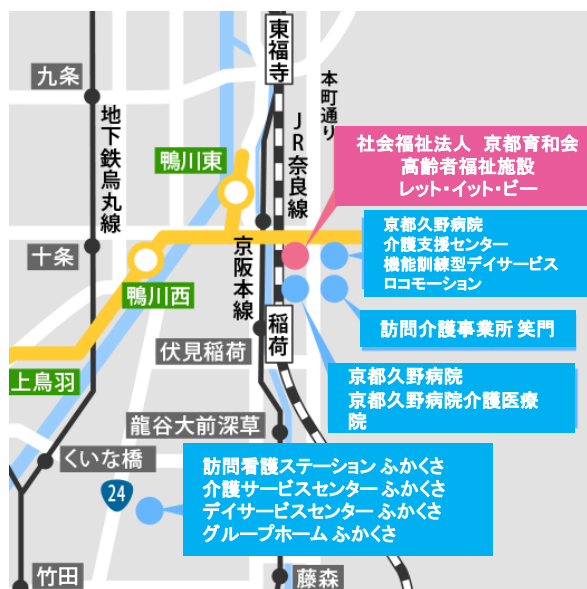 東福寺
本町通り
九条
地下鉄烏丸線
JR奈良線
鴨川東
社会福祉法人 京都育和会
高齢者福祉施設
レット・イット・ビー
京都久野病院
介護支援センター
機能訓練型デイサービス
ロコモーション
十条
京阪本線
鴨川西
稲荷
訪問介護事業所 笑門
伏見稲荷
上鳥羽
京都久野病院
京都久野病院介護医療
院
龍谷大前深草
くいな橋
訪問看護ステーション ふかくさ
介護サービスセンター ふかくさ
デイサービスセンター ふかくさ
グループホーム ふかくさ
24
竹田
藤森